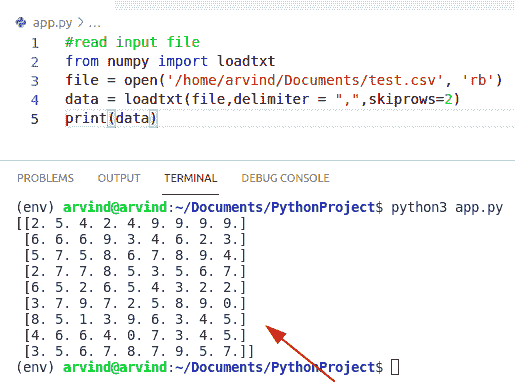 app.py > ...
1 #read input file
2 from numpy import loadtxt
3 file = open('/home/arvind/Documents/test.csv', 'rb')
4 data = loadtxt(file,delimiter = ",",skiprows=2)
5 print(data)
PROBLEMS OUTPUT TERMINAL DEBUG CONSOLE
(env) arvind@arvind:~/Documents/PythonProject$ python3 app.py
[[2. 5. 4. 2. 4. 9. 9. 9. 9.]
[6. 6. 6. 9. 3. 4. 6. 2. 3.]
[5. 7. 5. 8. 6. 7. 8. 9. 4.]
[2. 7. 7. 8. 5. 3. 5. 6. 7.]
[6. 5. 2. 6. 5. 4. 3. 2. 2.]
[3. 7. 9. 7. 2. 5. 8. 9. 0.]
[8. 5. 1. 3. 9. 6. 3. 4. 5.]
[4. 6. 6. 4. 0. 7. 3. 4. 5.]
[3. 5. 6. 7. 8. 7. 9. 5. 7.]]
(env) arvind@arvind:~/Documents/PythonProject$